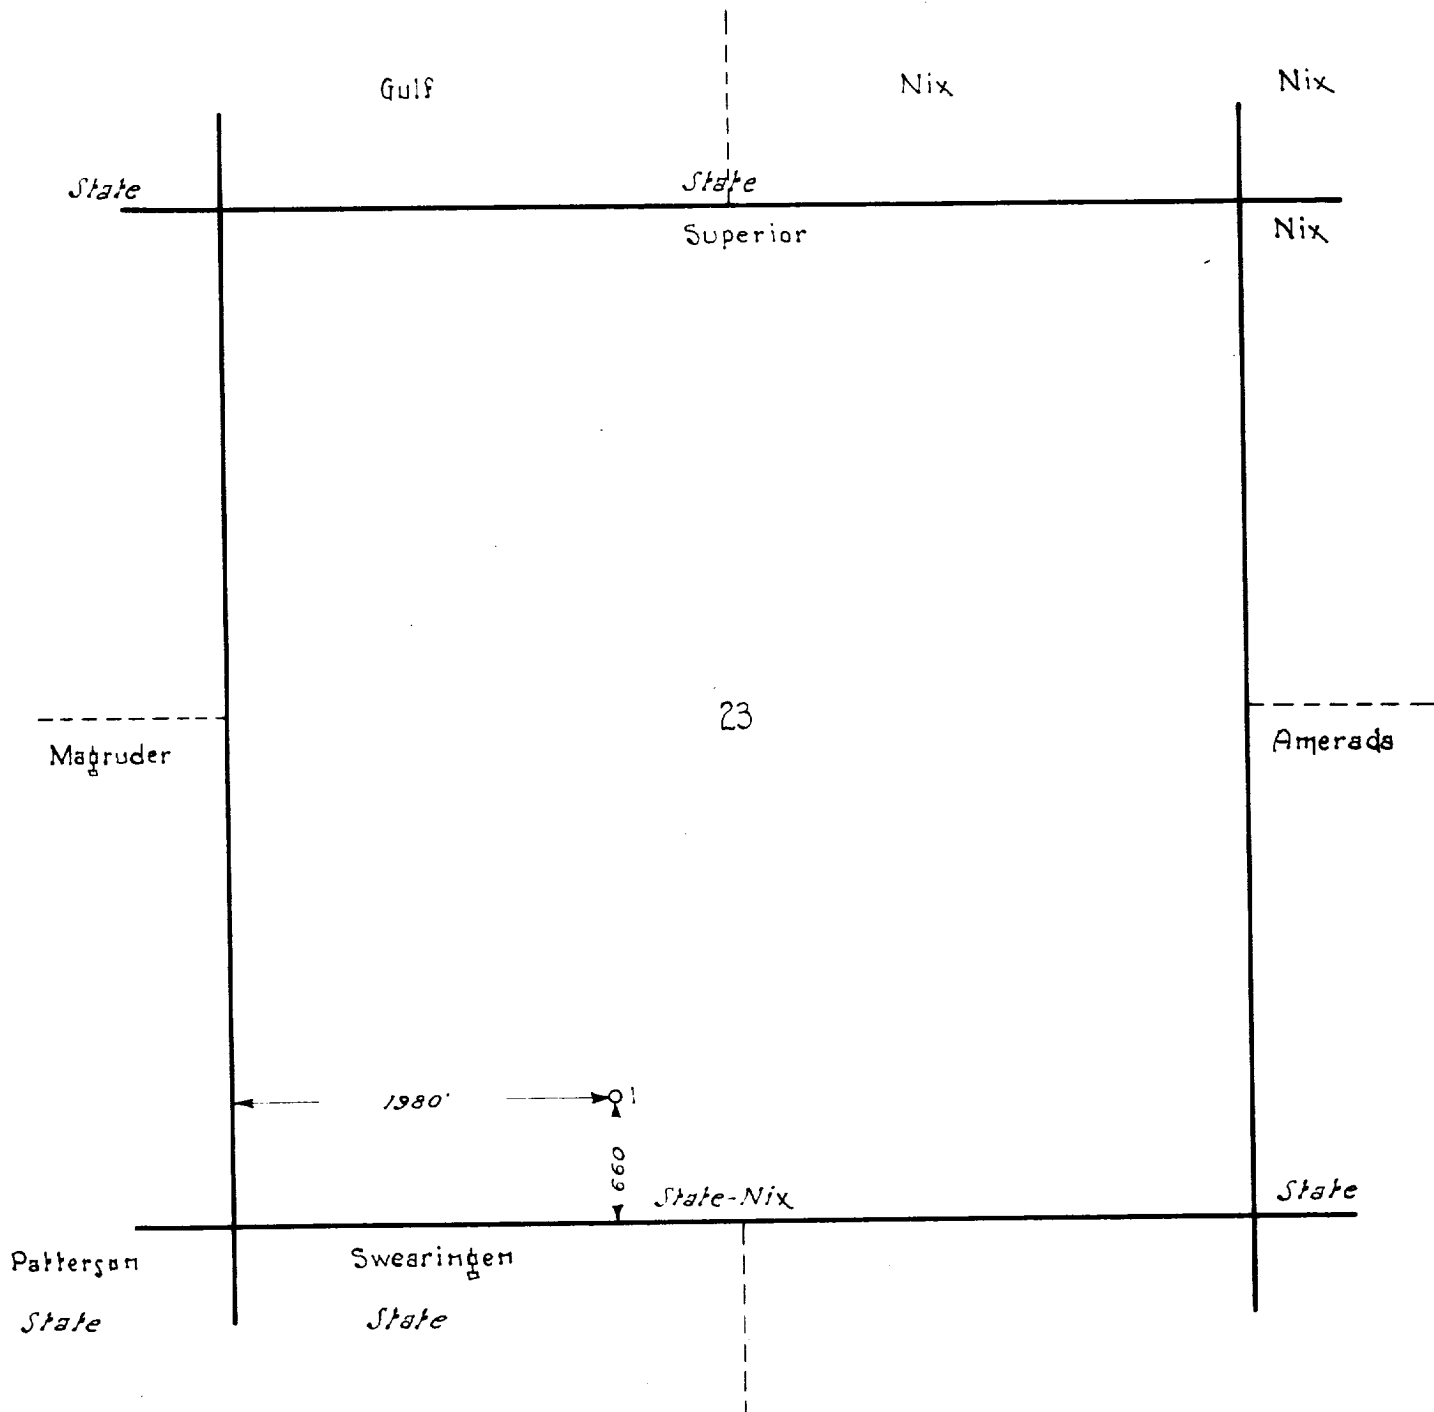 Gulf
Nix
Nix
State
State
Superior
Nix
23
Magruder
Amerada
1980'
1
660
State-Nix
State
Patterson
Swearingen
State
State